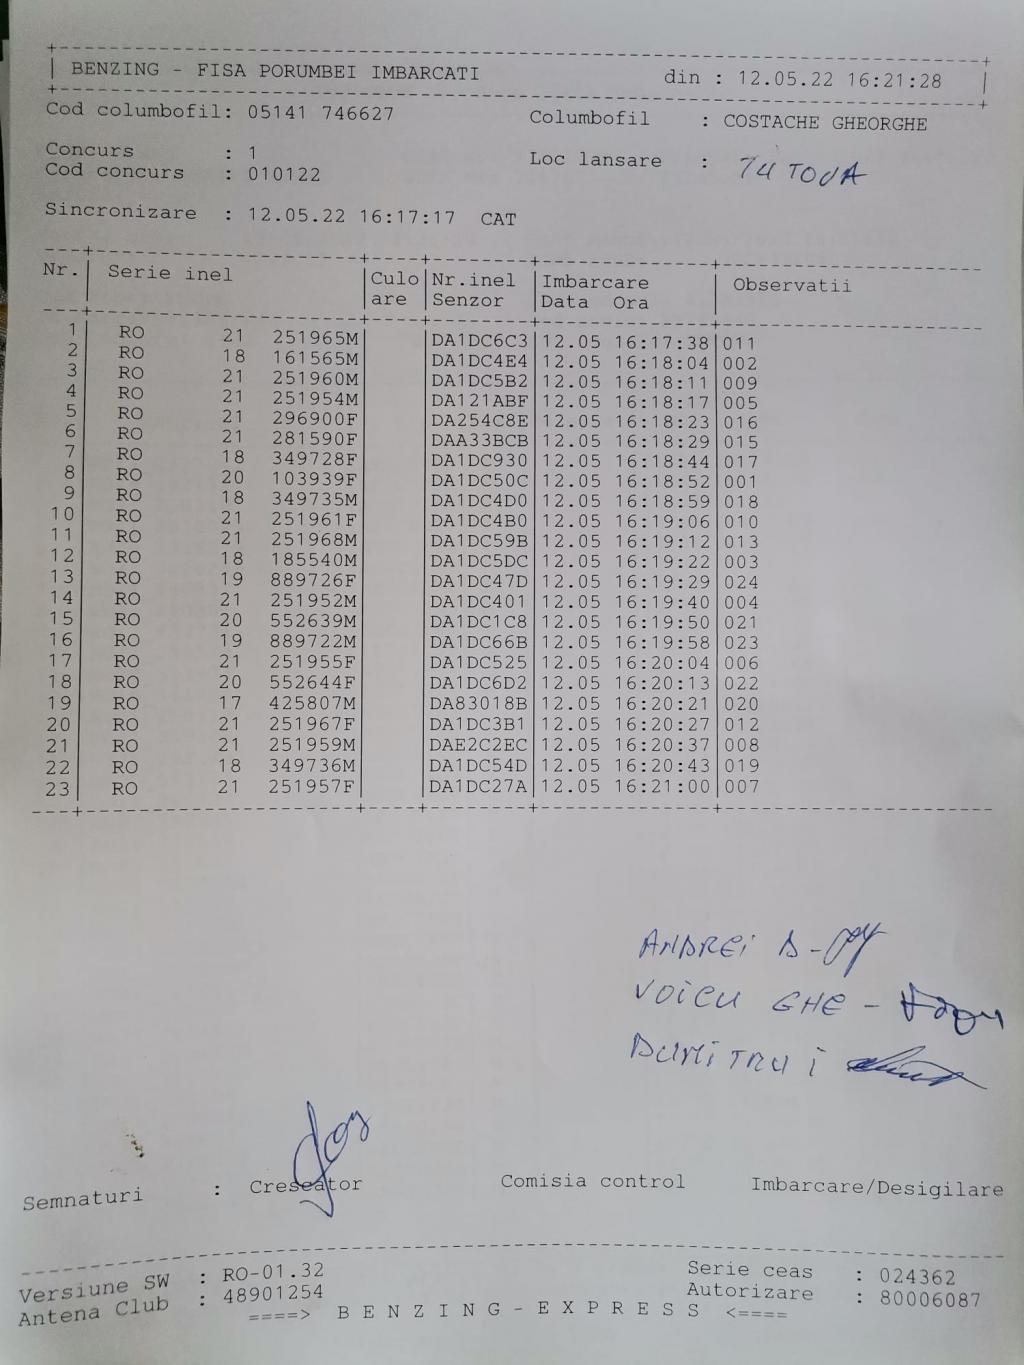 BENZING - FISA PORUMBEI IMBARCATI din : 12.05.22 16:21:28
Cod columbofil: 05141 746627 Columbofil : COSTACHE GHEORGHE
Concurs : 1 Loc lansare : TUTOVA
Cod concurs : 010122
Sincronizare : 12.05.22 16:17:17 CAT
Nr. Serie inel Culo Nr.inel Imbarcare Observatii
are Senzor Data Ora
1 RO 21 251965M DA1DC6C3 12.05 16:17:38 011
2 RO 18 161565M DA1DC4E4 12.05 16:18:04 002
3 RO 21 251960M DA1DC5B2 12.05 16:18:11 009
4 RO 21 251954M DA121ABF 12.05 16:18:17 005
5 RO 21 296900F DA254C8E 12.05 16:18:23 016
6 RO 21 281590F DAA33BCB 12.05 16:18:29 015
7 RO 18 349728F DA1DC930 12.05 16:18:44 017
8 RO 20 103939F DA1DC50C 12.05 16:18:52 001
9 RO 18 349735M DA1DC4D0 12.05 16:18:59 018
10 RO 21 251961F DA1DC4B0 12.05 16:19:06 010
11 RO 21 251968M DA1DC59B 12.05 16:19:12 013
12 RO 18 185540M DA1DC5DC 12.05 16:19:22 003
13 RO 19 889726F DA1DC47D 12.05 16:19:29 024
14 RO 21 251952M DA1DC401 12.05 16:19:40 004
15 RO 20 552639M DA1DC1C8 12.05 16:19:50 021
16 RO 19 889722M DA1DC66B 12.05 16:19:58 023
17 RO 21 251955F DA1DC525 12.05 16:20:04 006
18 RO 20 552644F DA1DC6D2 12.05 16:20:13 022
19 RO 17 425807M DA83018B 12.05 16:20:21 020
20 RO 21 251967F DA1DC3B1 12.05 16:20:27 012
21 RO 21 251959M DAE2C2EC 12.05 16:20:37 008
22 RO 18 349736M DA1DC54D 12.05 16:20:43 019
23 RO 21 251957F DA1DC27A 12.05 16:21:00 007
ANDREI D -
VOICU GHE -
DUMITRU I
Semnaturi : Crescator Comisia control Imbarcare/Desigilare
Versiune SW : RO-01.32 Serie ceas : 024362
Antena Club : 48901254 Autorizare : 80006087
====> BENZING-EXPRESS <====